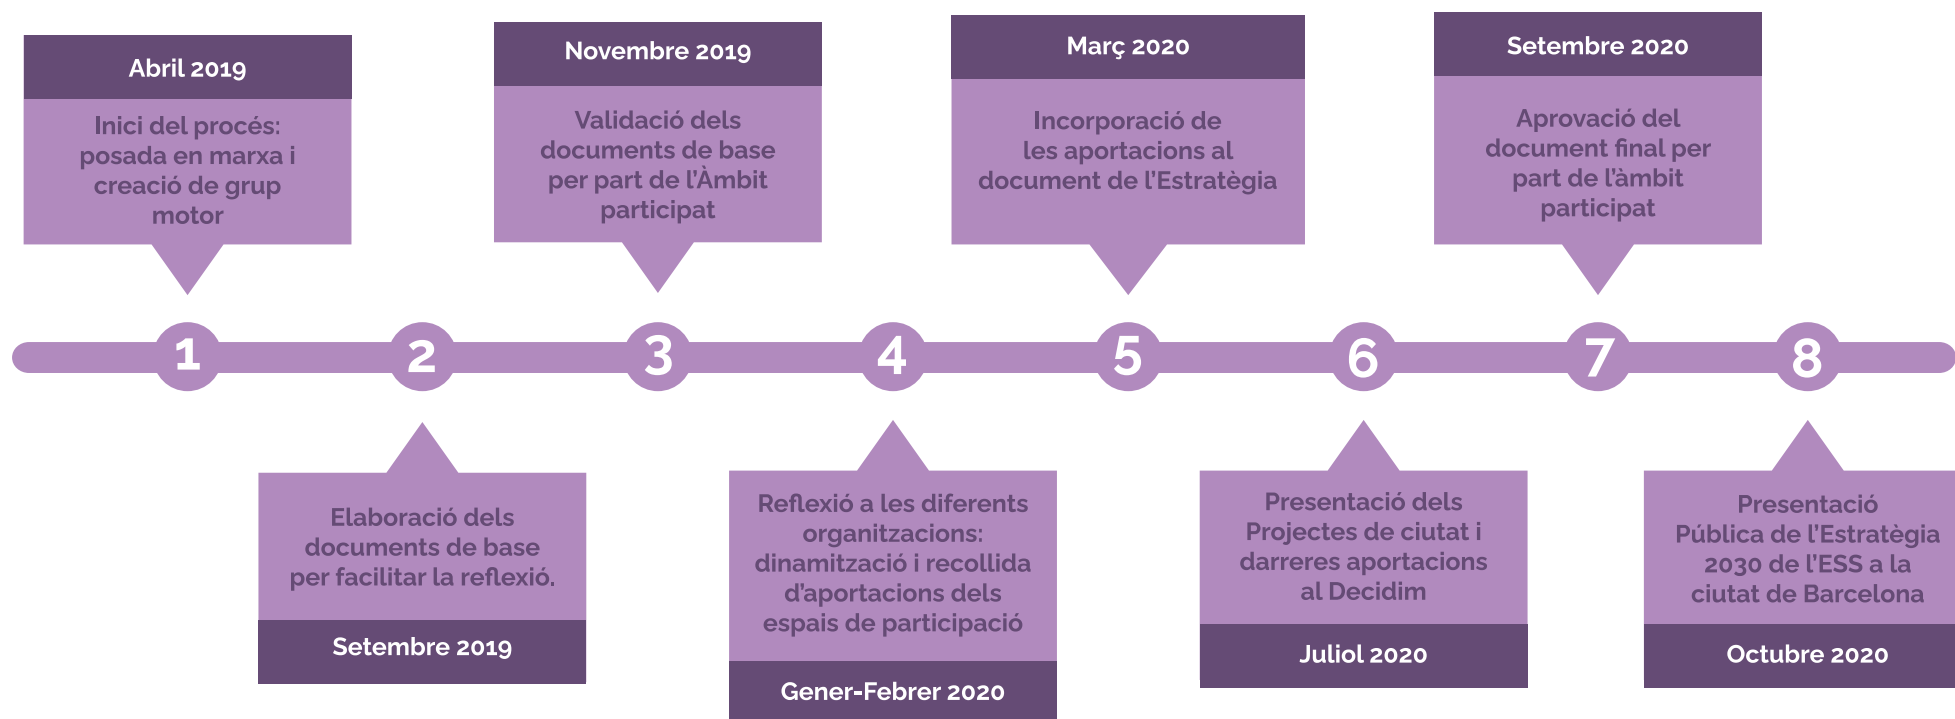 Abril 2019
Inici del procés:
posada en marxa i
creació de grup
motor
1
2
Elaboració dels
documents de base
per facilitar la reflexió.
Setembre 2019
Novembre 2019
Validació dels
documents de base
per part de l'Àmbit
participat
3
4
Reflexió a les diferents
organitzacions:
dinamització i recollida
d'aportacions dels
espais de participació
Gener-Febrer 2020
Març 2020
Incorporació de
les aportacions al
document de l'Estratègia
5
6
Presentació dels
Projectes de ciutat i
darreres aportacions
al Decidim
Juliol 2020
Setembre 2020
Aprovació del
document final per
part de l'àmbit
participat
7
8
Presentació
Pública de l'Estratègia
2030 de l'ESS a la
ciutat de Barcelona
Octubre 2020